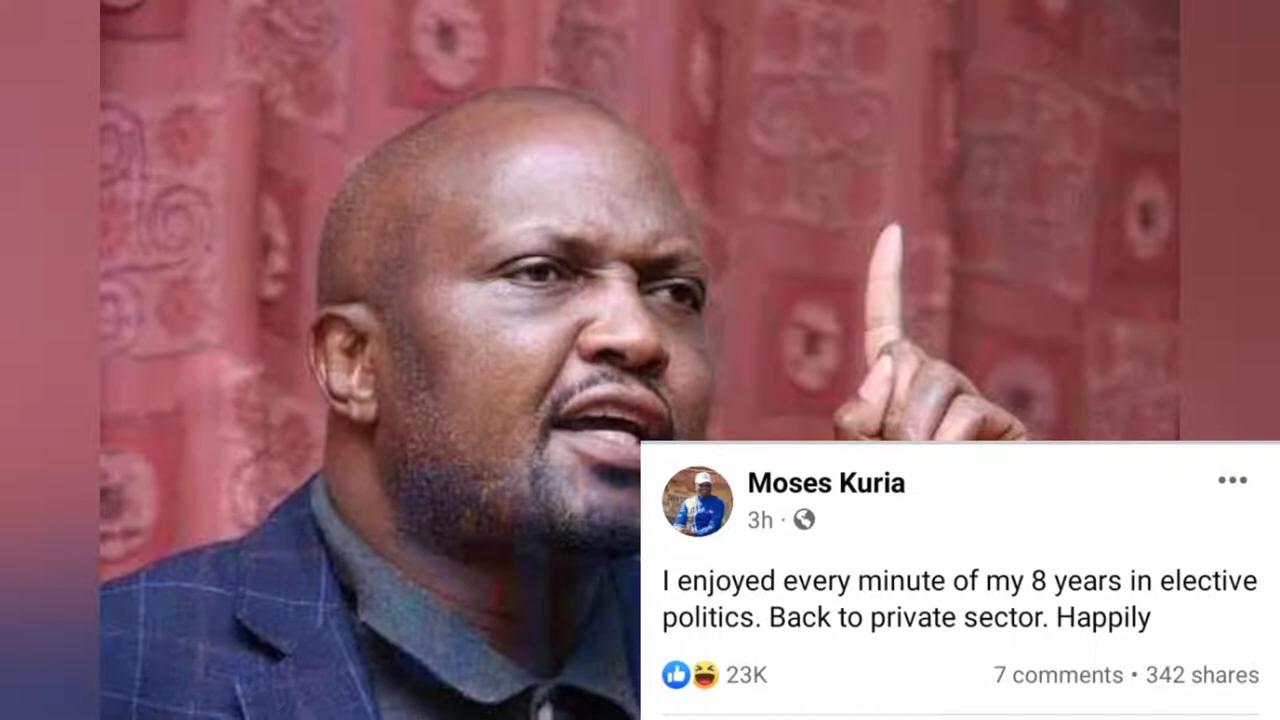 Moses Kuria
3h ·
I enjoyed every minute of my 8 years in elective
politics. Back to private sector. Happily
23K
7 comments • 342 shares